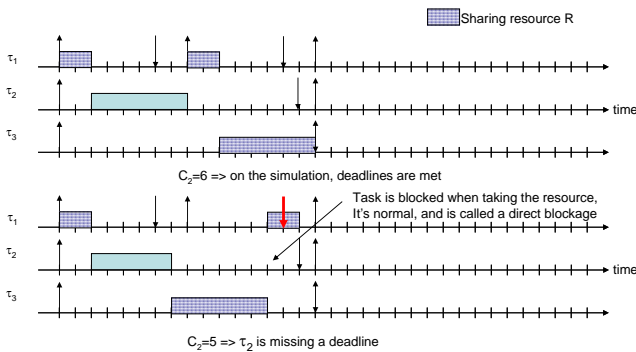 Sharing resource R
τ1
τ2
time
τ3
C2=6 => on the simulation, deadlines are met
Task is blocked when taking the resource,
It's normal, and is called a direct blockage
τ1
τ2
time
τ3
C2=5 => τ2 is missing a deadline